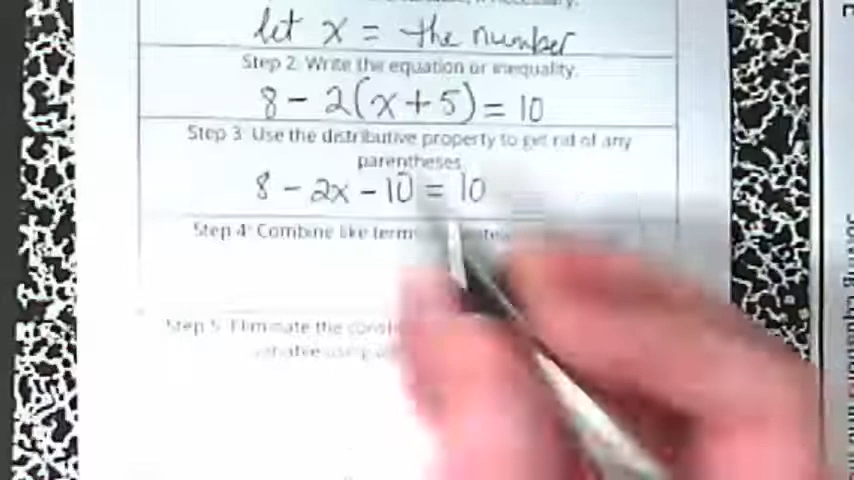 let x = the number
Step 2: Write the equation or inequality.
8 - 2(x + 5) = 10
Step 3: Use the distributive property to get rid of any
parentheses.
8 - 2x - 10 = 10
Step 4: Combine like terms
Step 5: Eliminate the
variable using